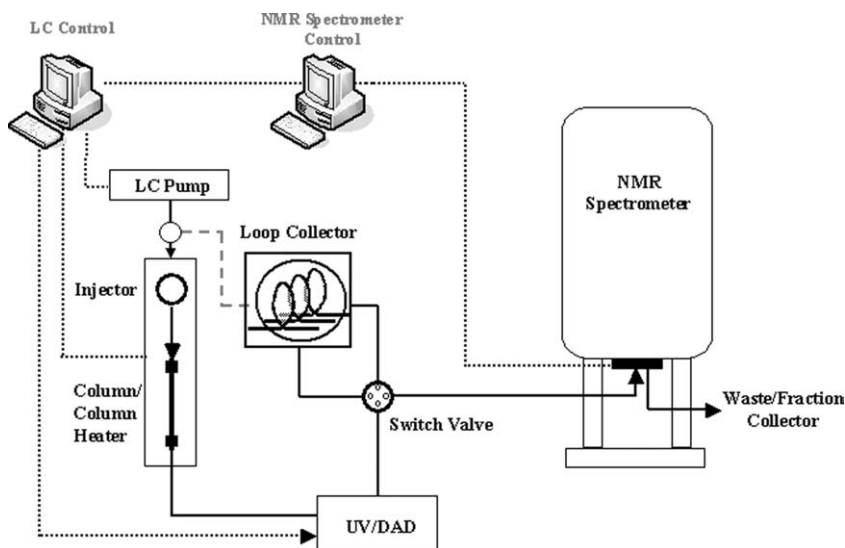 LC Control
NMR Spectrometer
Control
LC Pump
NMR
Spectrometer
Loop Collector
Injector
Column/
Column
Heater
Switch Valve
Waste/Fraction
Collector
UV/DAD